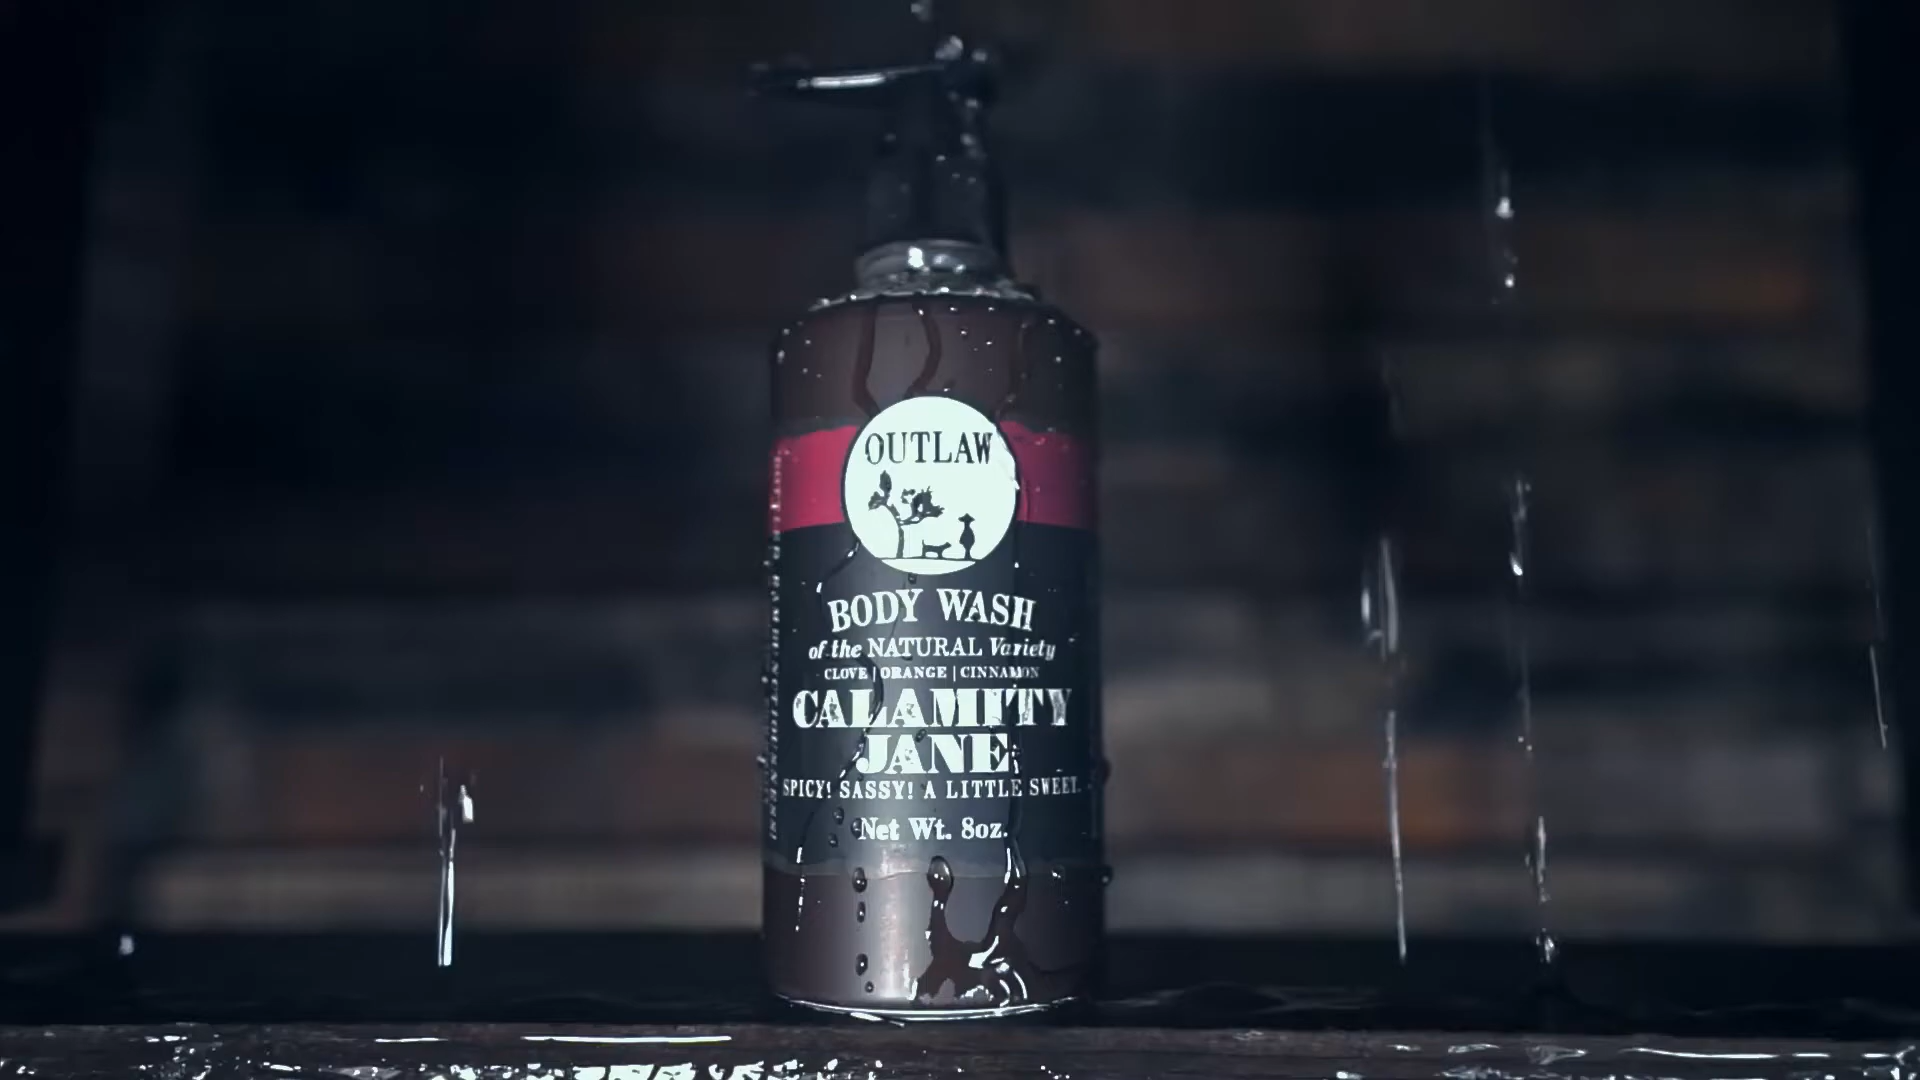 OUTLAW
BODY WASH
of the NATURAL Variety
CLOVE | ORANGE | CINNAMON
CALAMITY
JANE
SPICY! SASSY! A LITTLE SWEET.
Net Wt. 8oz.